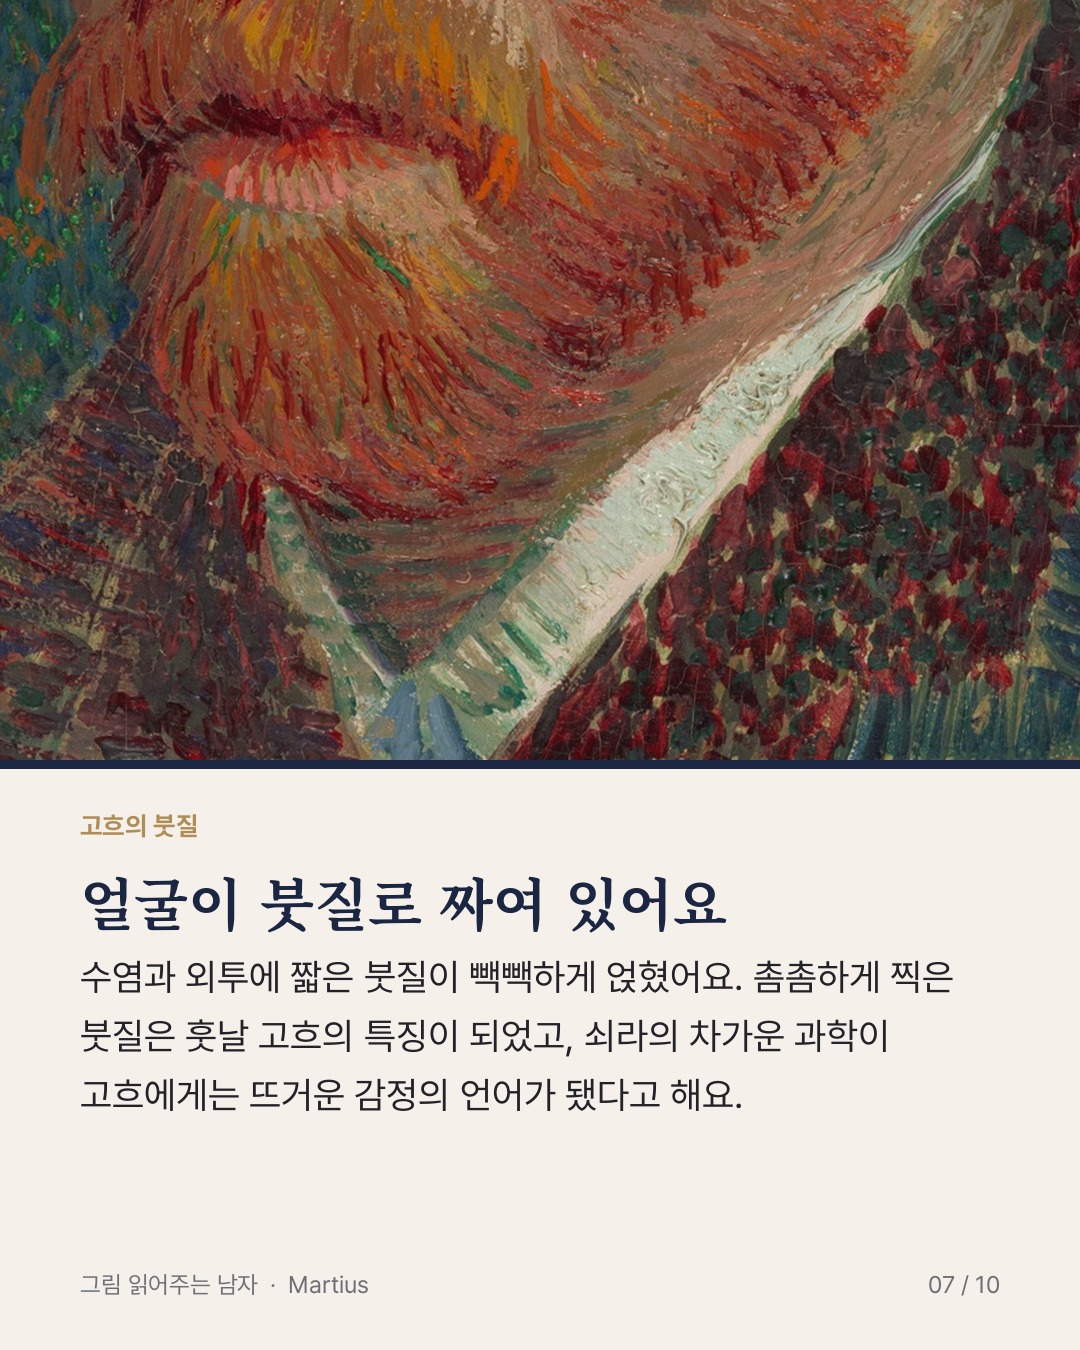 고흐의 붓질
얼굴이 붓질로 짜여 있어요
수염과 외투에 짧은 붓질이 빽빽하게 얹혔어요. 촘촘하게 찍은
붓질은 훗날 고흐의 특징이 되었고, 쇠라의 차가운 과학이
고흐에게는 뜨거운 감정의 언어가 됐다고 해요.
그림 읽어주는 남자 · Martius
07 / 10